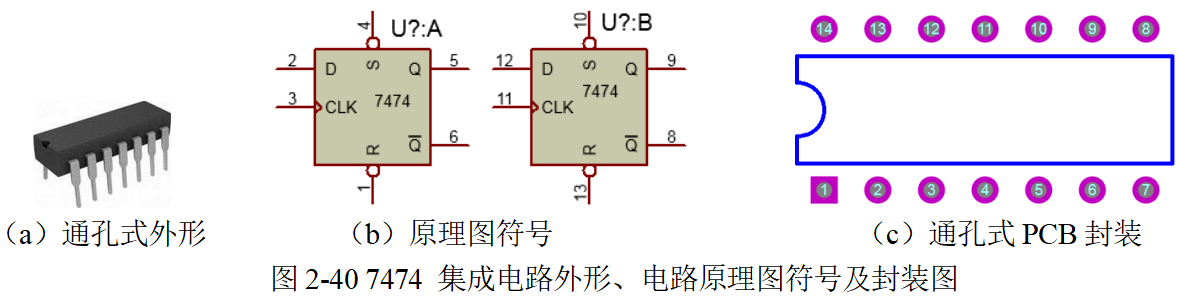 4
U?:A
2
D
S
Q
5
3
CLK
7474
R
Q
6
1
10
U?:B
12
D
S
Q
9
11
CLK
7474
R
Q
8
13
14 13 12 11 10 9 8
1 2 3 4 5 6 7
（a）通孔式外形
（b）原理图符号
（c）通孔式 PCB 封装
图 2-40 7474 集成电路外形、电路原理图符号及封装图